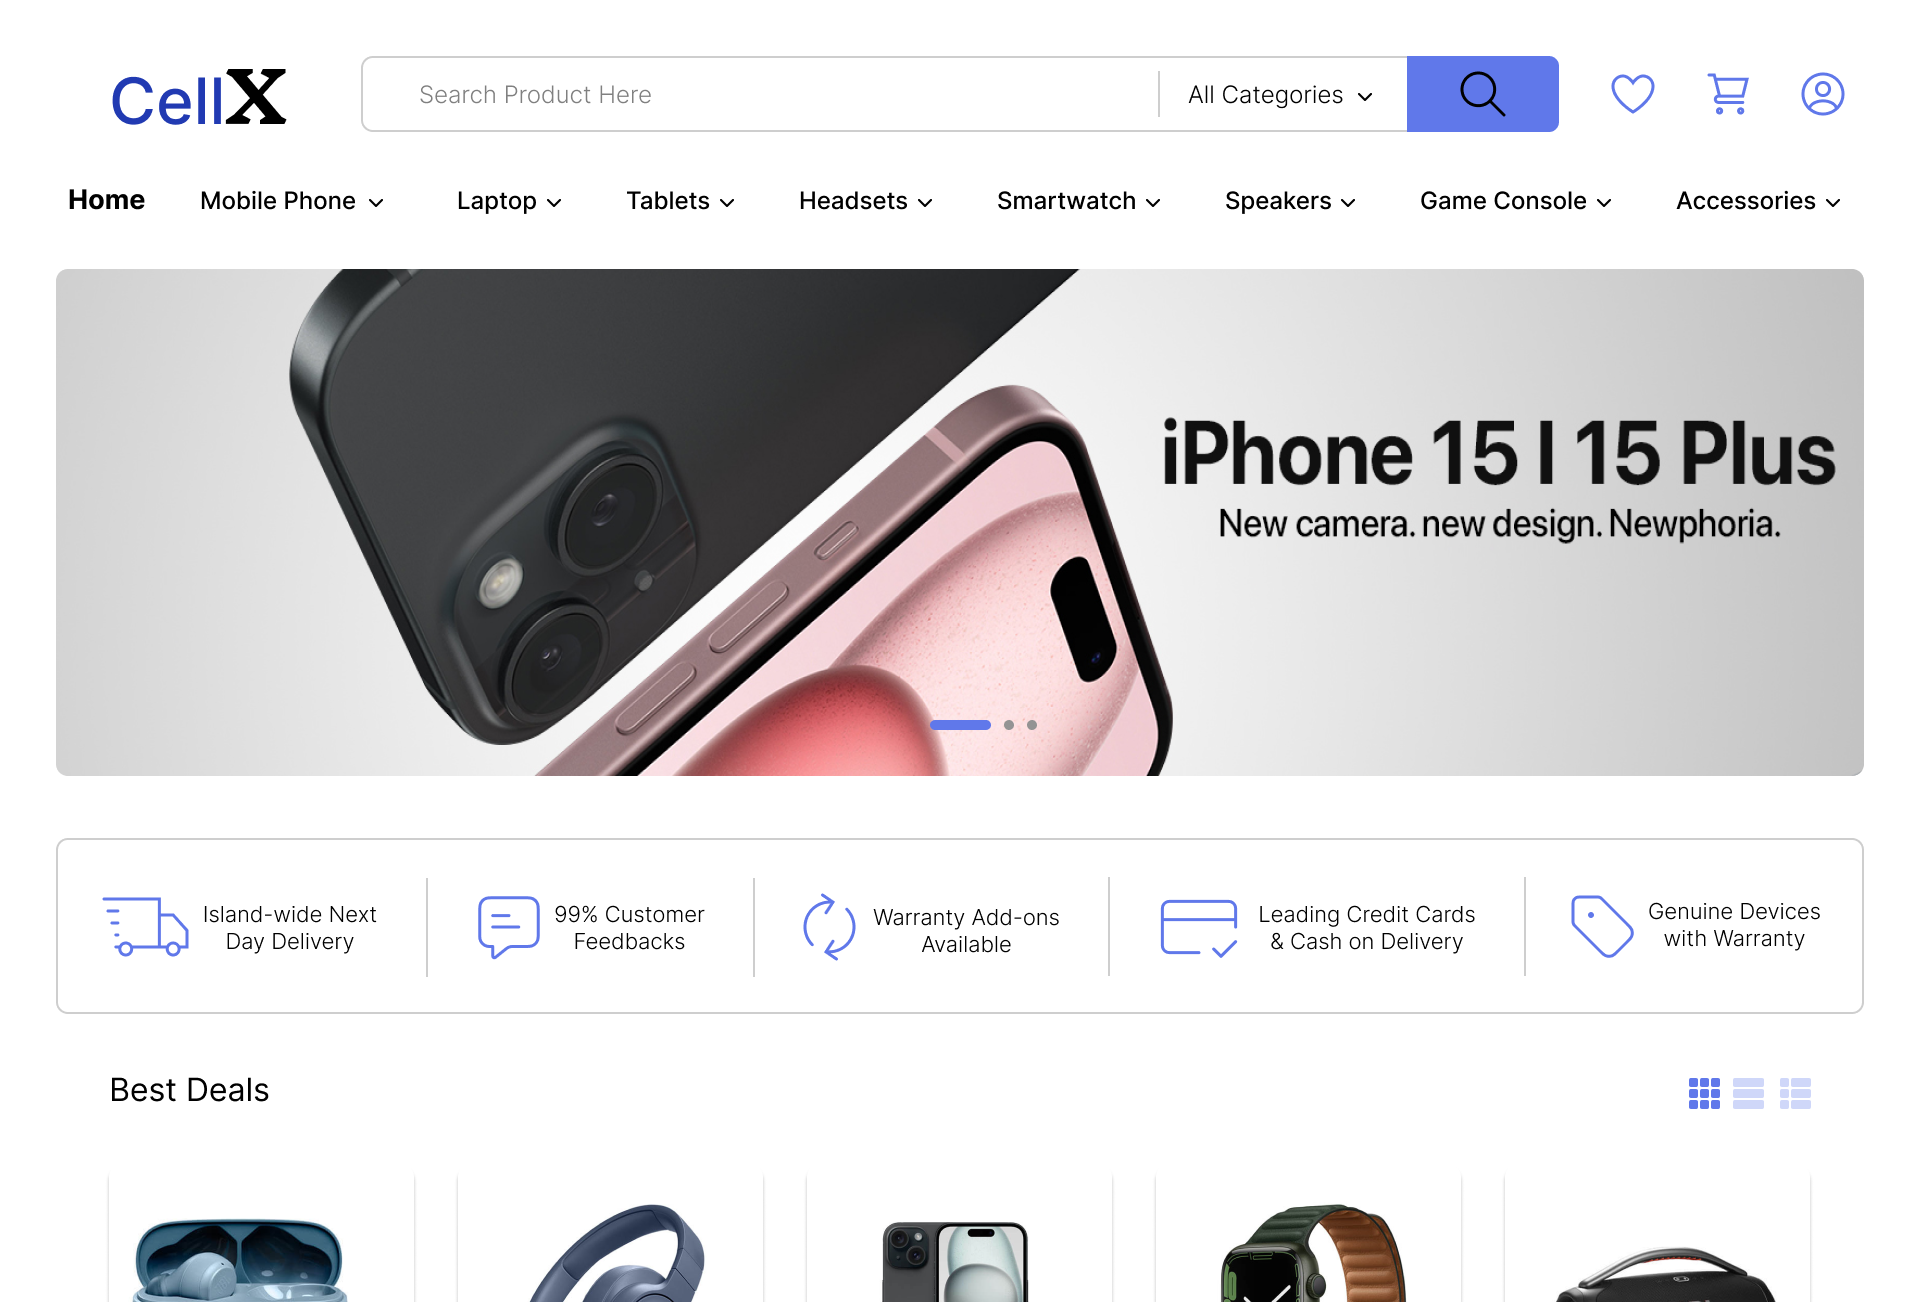 CellX
Search Product Here
All Categories
Home
Mobile Phone
Laptop
Tablets
Headsets
Smartwatch
Speakers
Game Console
Accessories
iPhone 15 I 15 Plus
New camera. new design. Newphoria.
Island-wide Next
Day Delivery
99% Customer
Feedbacks
Warranty Add-ons
Available
Leading Credit Cards
& Cash on Delivery
Genuine Devices
with Warranty
Best Deals